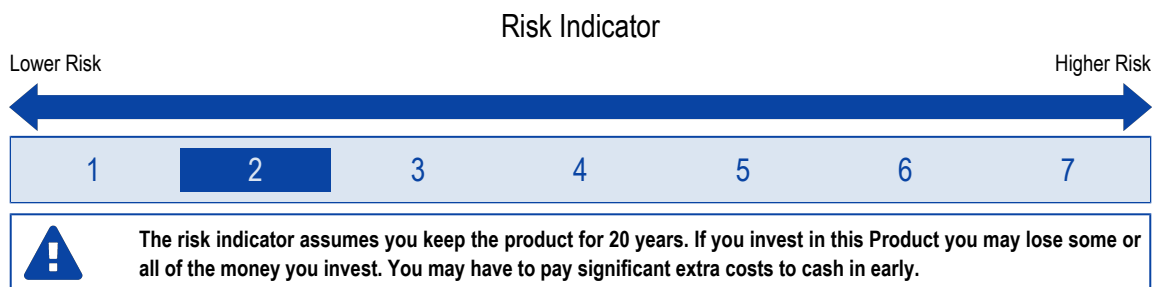 Risk Indicator
Lower Risk
Higher Risk
1 2 3 4 5 6 7
The risk indicator assumes you keep the product for 20 years. If you invest in this Product you may lose some or
all of the money you invest. You may have to pay significant extra costs to cash in early.